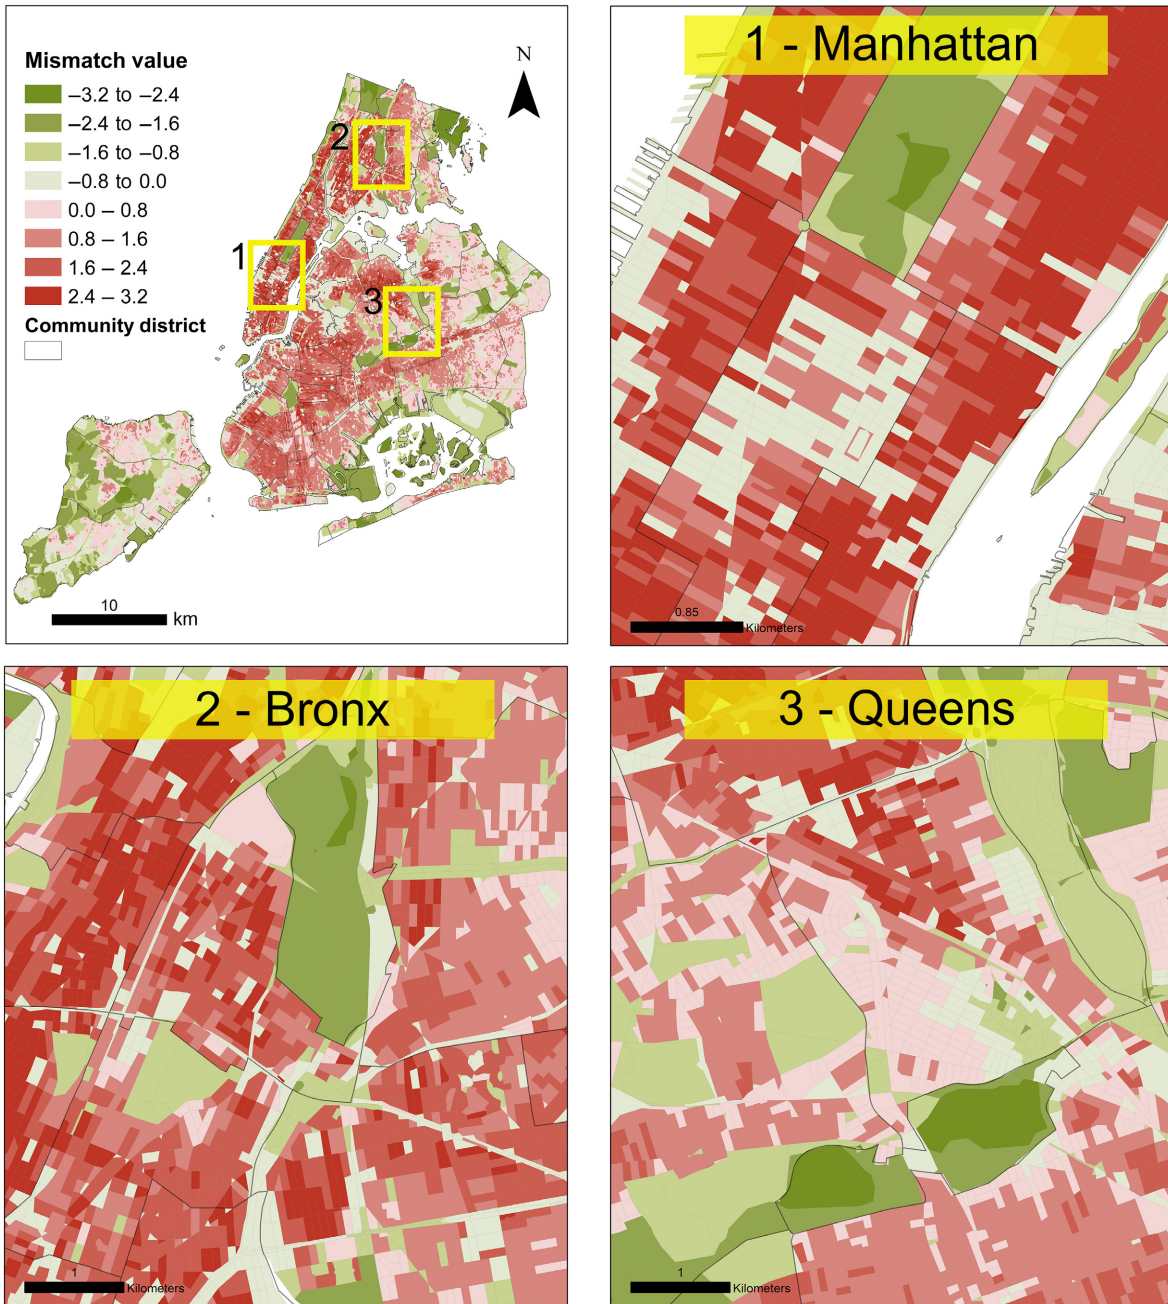 Mismatch value
−3.2 to −2.4
−2.4 to −1.6
−1.6 to −0.8
−0.8 to 0.0
0.0 – 0.8
0.8 – 1.6
1.6 – 2.4
2.4 – 3.2
Community district
N
2
1
3
10
km
1 - Manhattan
0.85
Kilometers
2 - Bronx
1
Kilometers
3 - Queens
1
Kilometers